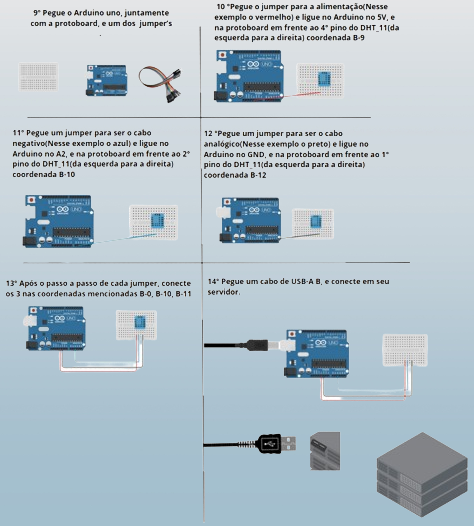 9° Pegue o Arduino uno, juntamente
com a protoboard, e um dos jumper's
.
10 °Pegue o jumper para a alimentação(Nesse
exemplo o vermelho) e ligue no Arduino no 5V, e
na protoboard em frente ao 4° pino do DHT_11(da
esquerda para a direita) coordenada B-9
11° Pegue um jumper para ser o cabo
negativo(Nesse exemplo o azul) e ligue no
Arduino no A2, e na protoboard em frente ao 2°
pino do DHT_11(da esquerda para a direita)
coordenada B-10
12 °Pegue um jumper para ser o cabo
analógico(Nesse exemplo o preto) e ligue no
Arduino no GND, e na protoboard em frente ao 1°
pino do DHT_11(da esquerda para a direita)
coordenada B-12
13° Após o passo a passo de cada jumper, conecte
os 3 nas coordenadas mencionadas B-0, B-10, B-11
14° Pegue um cabo de USB-A B, e conecte em seu
servidor.
UNO
UNO
UNO
UNO
UNO
UNO